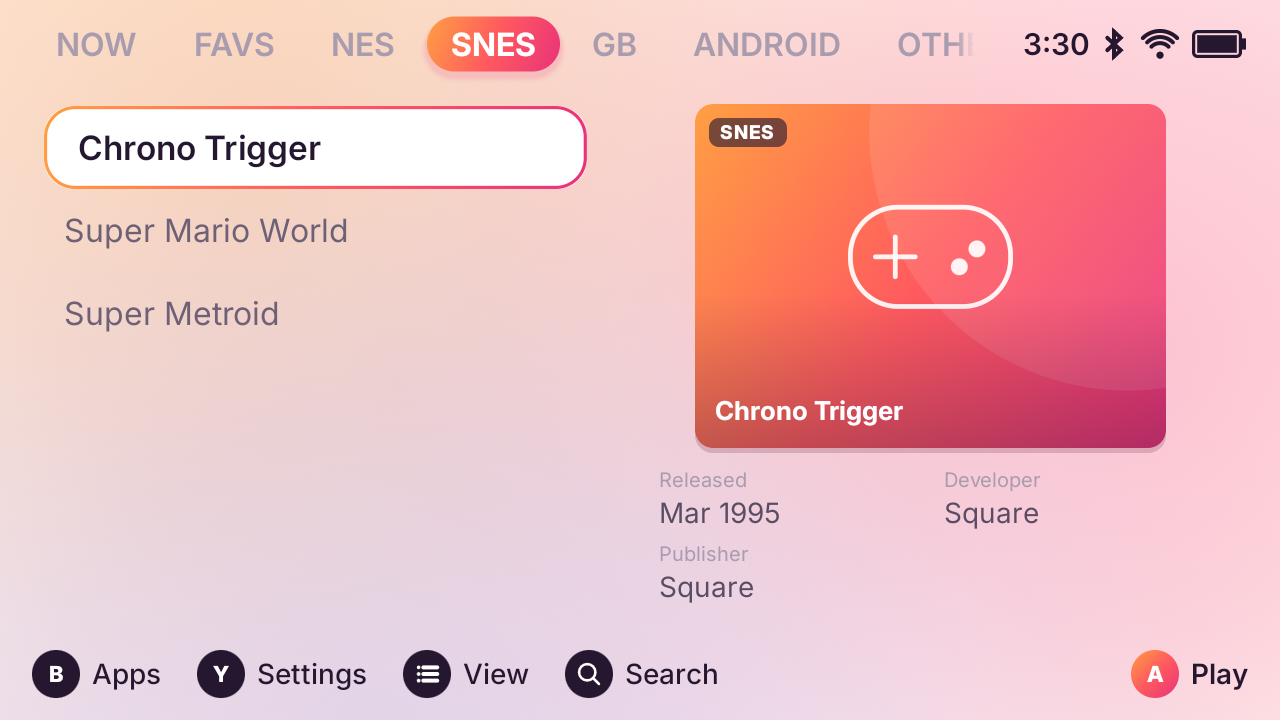 NOW FAVS NES SNES GB ANDROID OTH 3:30
Chrono Trigger
Super Mario World
Super Metroid
SNES
Chrono Trigger
Released
Mar 1995
Developer
Square
Publisher
Square
B Apps Y Settings View Search A Play